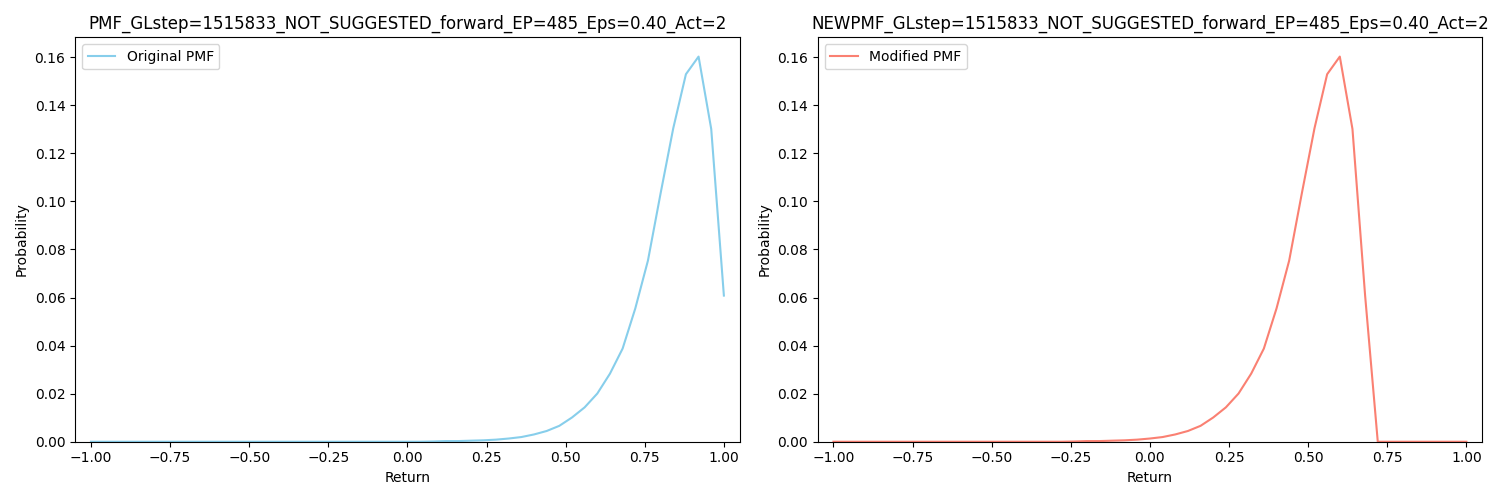 PMF_GLstep=1515833_NOT_SUGGESTED_forward_EP=485_Eps=0.40_Act=2
Original PMF
Probability
0.16
0.14
0.12
0.10
0.08
0.06
0.04
0.02
0.00
−1.00 −0.75 −0.50 −0.25 0.00 0.25 0.50 0.75 1.00
Return
NEWPMF_GLstep=1515833_NOT_SUGGESTED_forward_EP=485_Eps=0.40_Act=2
Modified PMF
Probability
0.16
0.14
0.12
0.10
0.08
0.06
0.04
0.02
0.00
−1.00 −0.75 −0.50 −0.25 0.00 0.25 0.50 0.75 1.00
Return